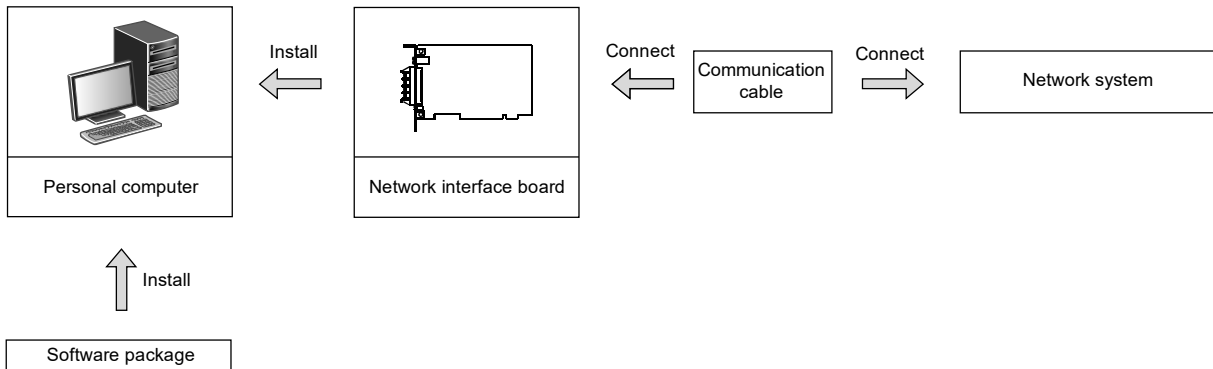 Install
Connect
Communication
cable
Connect
Network system
Personal computer
Network interface board
Install
Software package